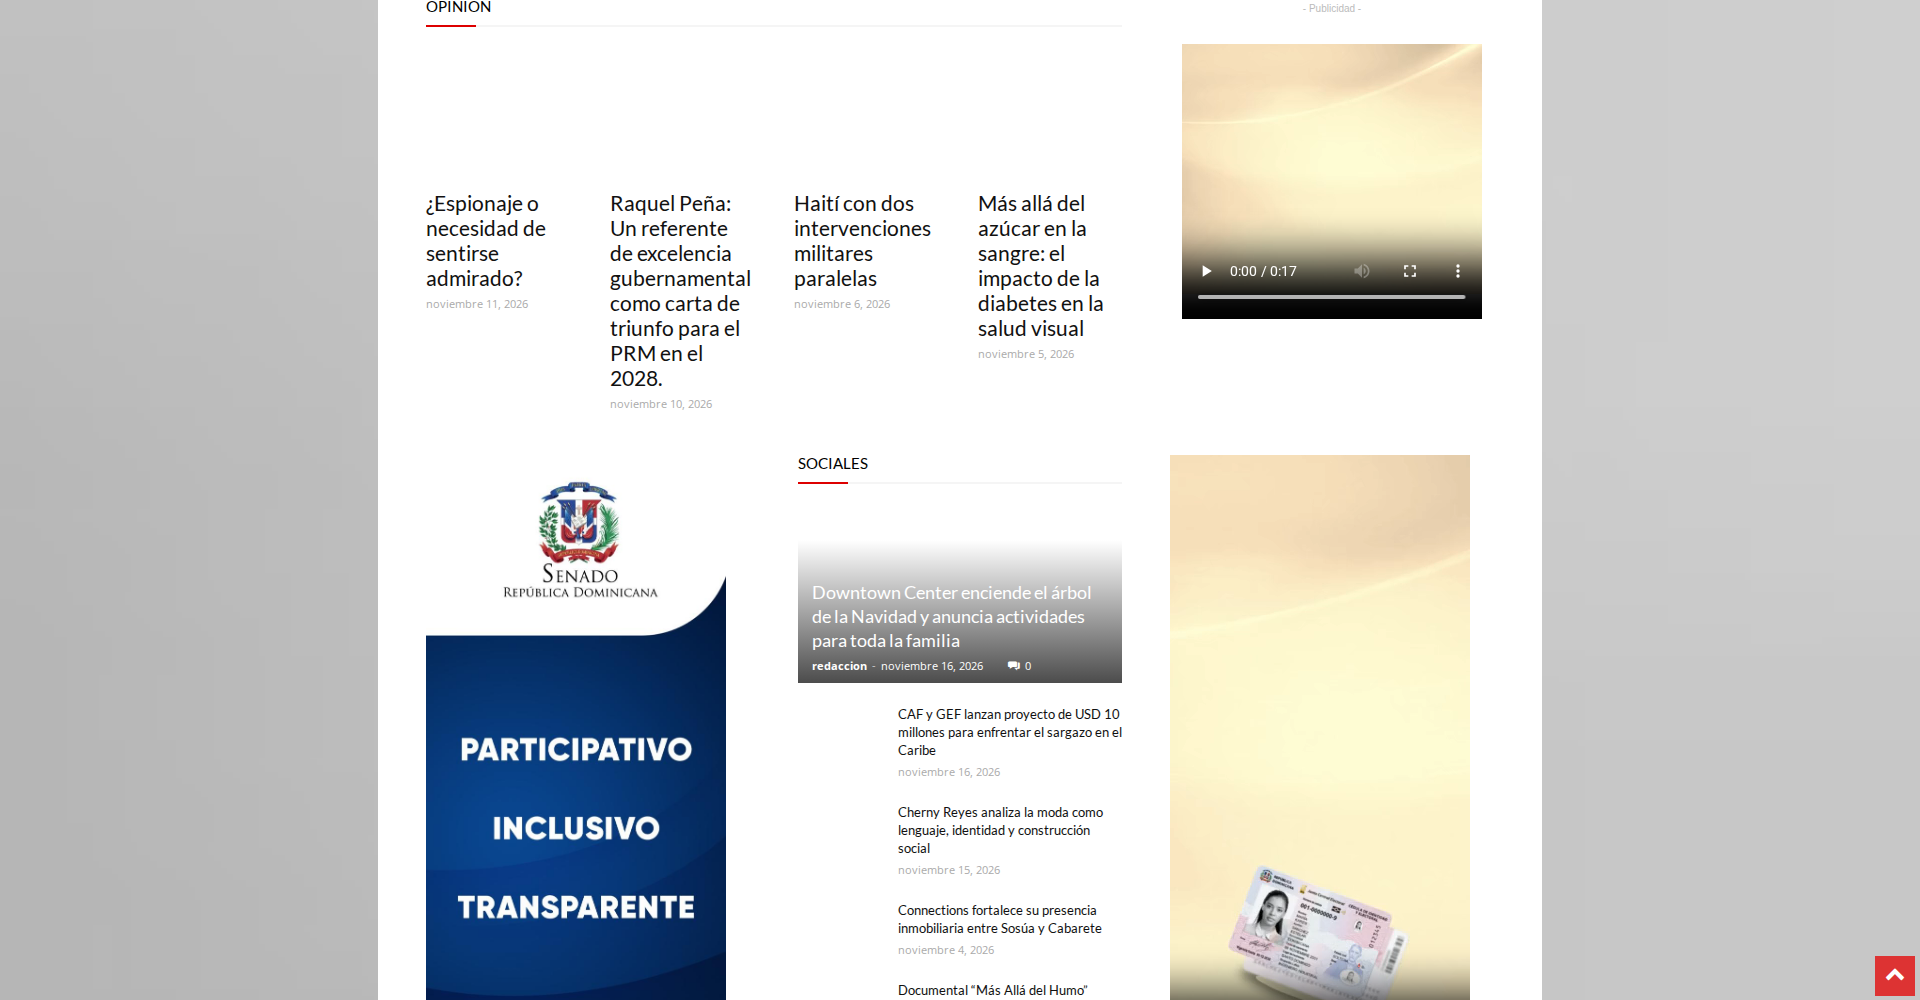 OPINIÓN
- Publicidad -
¿Espionaje o
necesidad de
sentirse
admirado?
noviembre 11, 2026
Raquel Peña:
Un referente
de excelencia
gubernamental
como carta de
triunfo para el
PRM en el
2028.
noviembre 10, 2026
Haití con dos
intervenciones
militares
paralelas
noviembre 6, 2026
Más allá del
azúcar en la
sangre: el
impacto de la
diabetes en la
salud visual
noviembre 5, 2026
0:00 / 0:17
SENADO
REPÚBLICA DOMINICANA
PARTICIPATIVO
INCLUSIVO
TRANSPARENTE
SOCIALES
Downtown Center enciende el árbol
de la Navidad y anuncia actividades
para toda la familia
redaccion - noviembre 16, 2026 0
CAF y GEF lanzan proyecto de USD 10
millones para enfrentar el sargazo en el
Caribe
noviembre 16, 2026
Cherny Reyes analiza la moda como
lenguaje, identidad y construcción
social
noviembre 15, 2026
Connections fortalece su presencia
inmobiliaria entre Sosúa y Cabarete
noviembre 4, 2026
Documental “Más Allá del Humo”